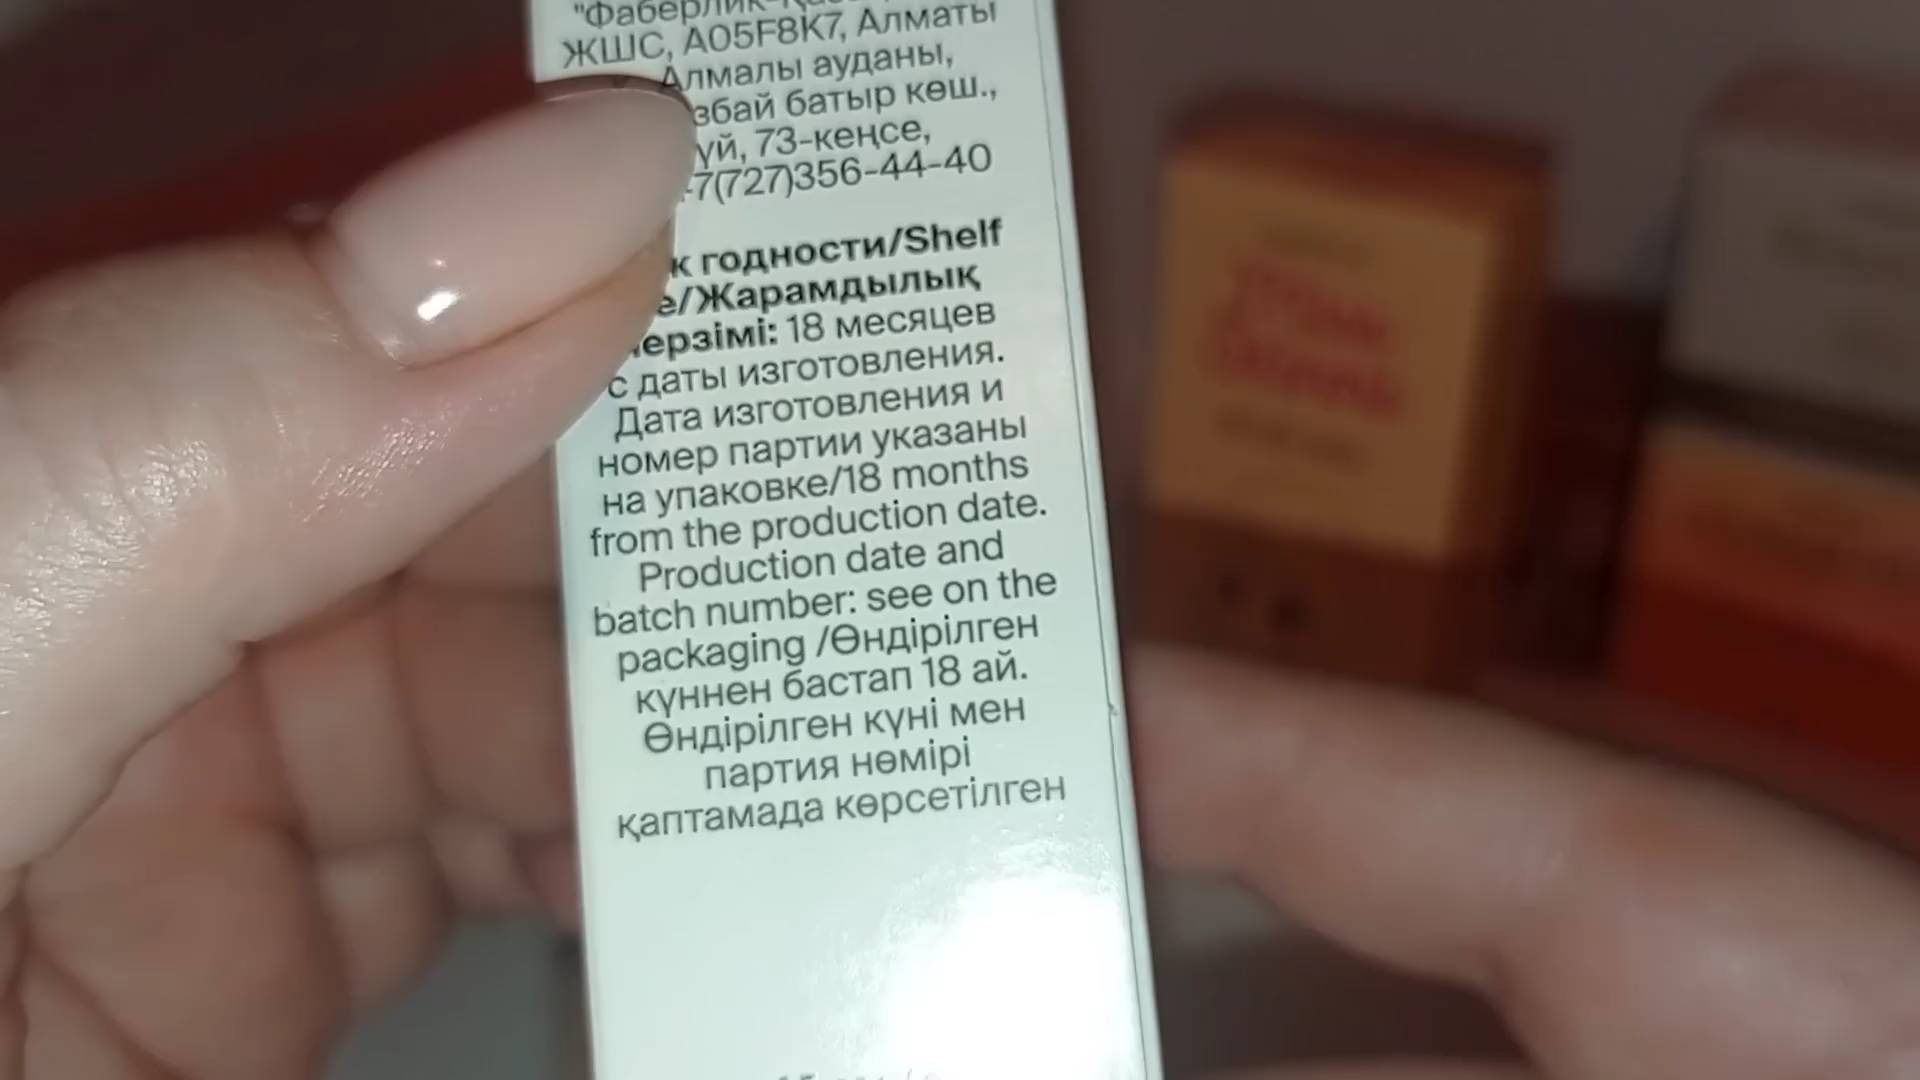 "Фаберлик-
ЖШС, A05F8K7, Алматы
Алмалы ауданы,
збай батыр көш.,
үй, 73-кеңсе,
7(727)356-44-40
к годности/Shelf
е/Жарамдылық
ерзімі: 18 месяцев
с даты изготовления.
Дата изготовления и
номер партии указаны
на упаковке/18 months
from the production date.
Production date and
batch number: see on the
packaging /Өндірілген
күннен бастап 18 ай.
Өндірілген күні мен
партия нөмірі
қаптамада көрсетілген